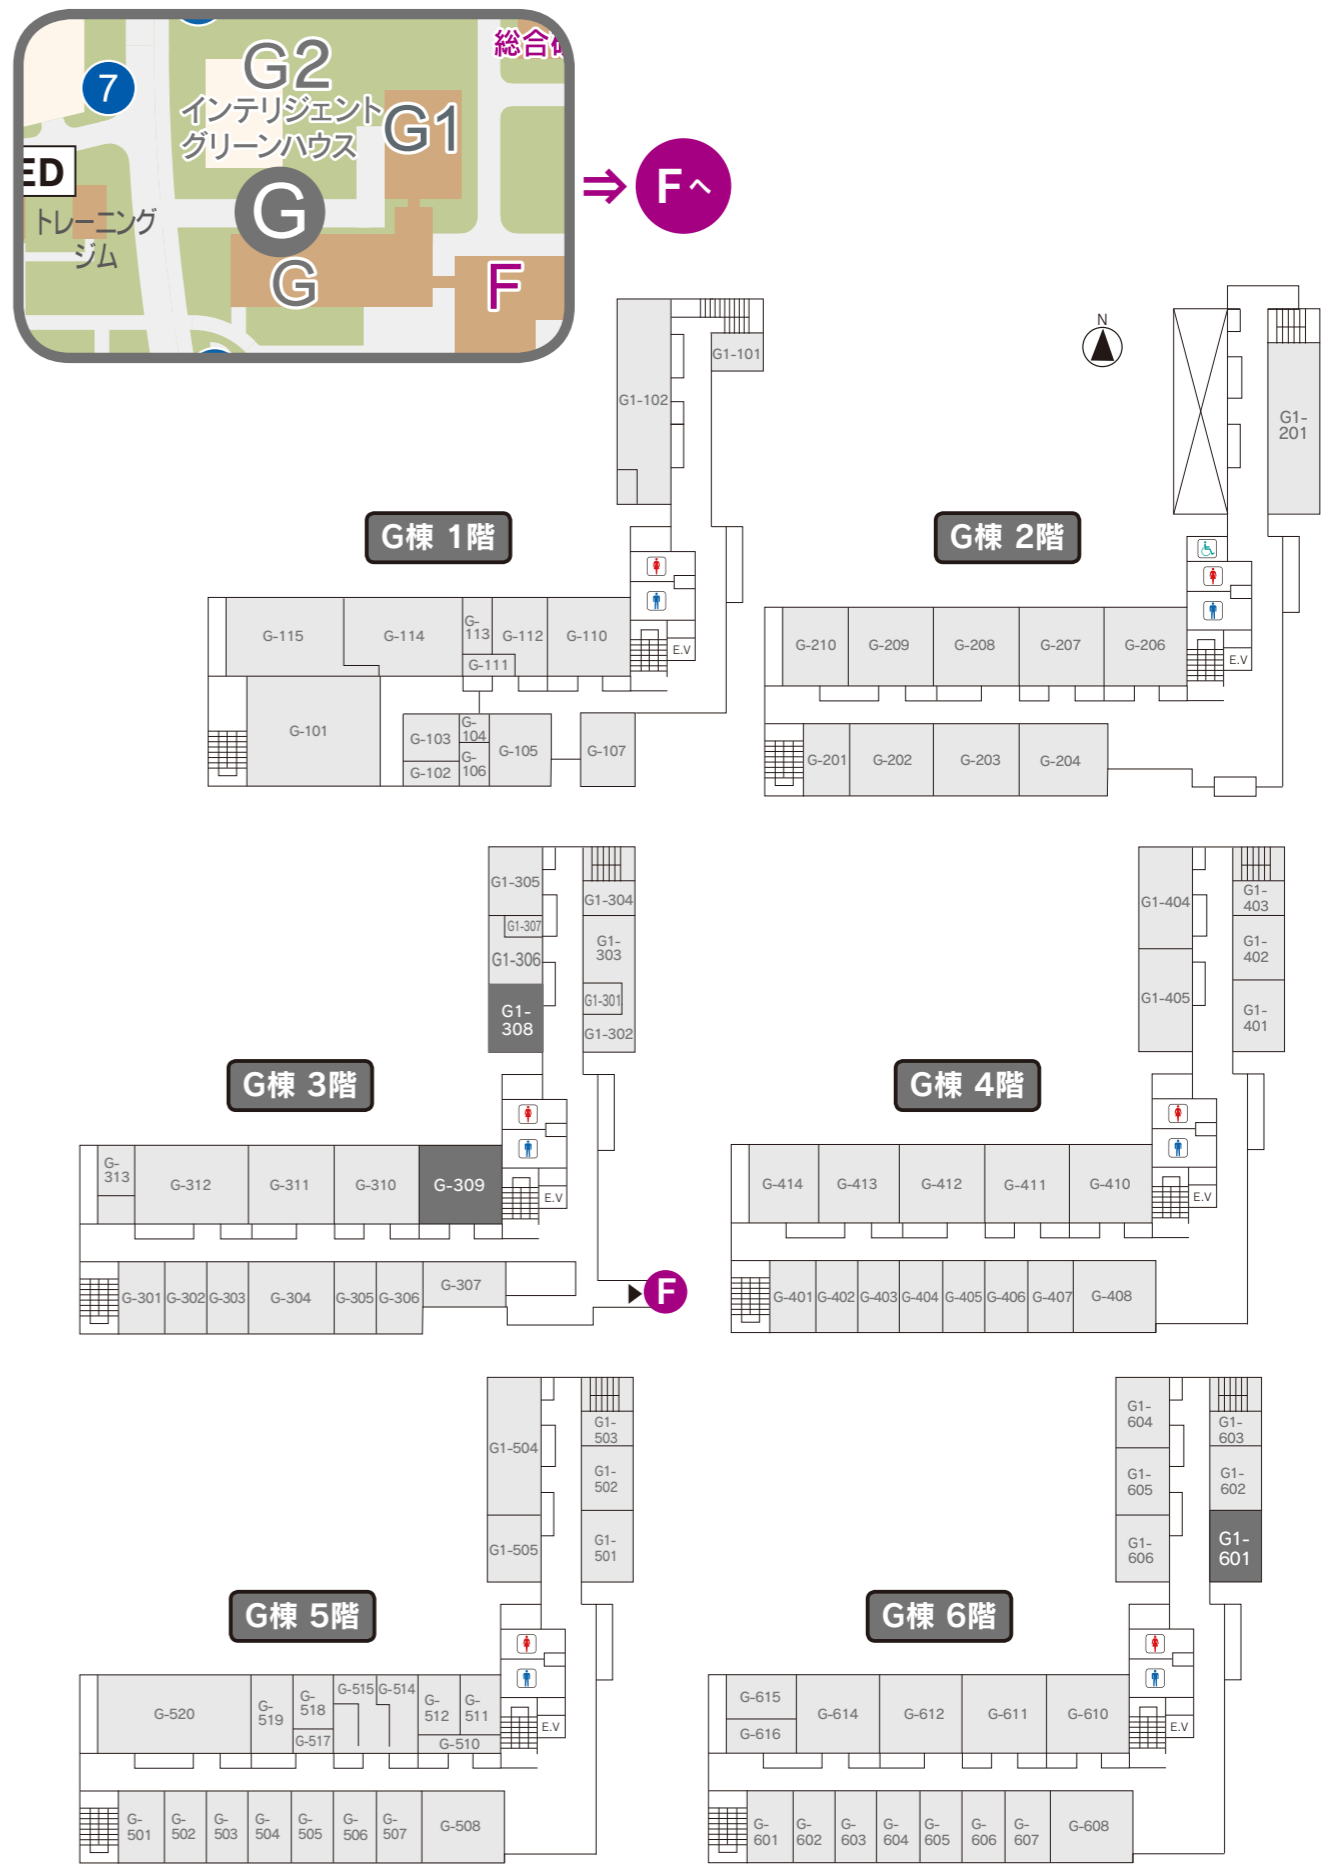 総合
G2
7
インテリジェント
グリーンハウス
G1
ED
G
トレーニング
ジム
G
F
Fへ
N
G1-101
G1-102
G棟 1階
G-115
G-114
G-
113
G-112
G-110
G-111
E.V
G-101
G-103
G-
104
G-102
G-
106
G-105
G-107
G1-
201
G棟 2階
G-210
G-209
G-208
G-207
G-206
E.V
G-201
G-202
G-203
G-204
G1-305
G1-304
G1-307
G1-
303
G1-306
G1-301
G1-
308
G1-302
G棟 3階
G-
313
G-312
G-311
G-310
G-309
E.V
G-301
G-302
G-303
G-304
G-305
G-306
G-307
F
G1-404
G1-
403
G1-
402
G1-405
G1-
401
G棟 4階
G-414
G-413
G-412
G-411
G-410
E.V
G-401
G-402
G-403
G-404
G-405
G-406
G-407
G-408
G1-504
G1-
503
G1-
502
G1-505
G1-
501
G棟 5階
G-520
G-
519
G-
518
G-517
G-515
G-514
G-
512
G-
511
G-510
E.V
G-
501
G-
502
G-
503
G-
504
G-
505
G-
506
G-
507
G-508
G1-
604
G1-
603
G1-
605
G1-
602
G1-
606
G1-
601
G棟 6階
G-615
G-616
G-614
G-612
G-611
G-610
E.V
G-
601
G-
602
G-
603
G-
604
G-
605
G-
606
G-
607
G-608